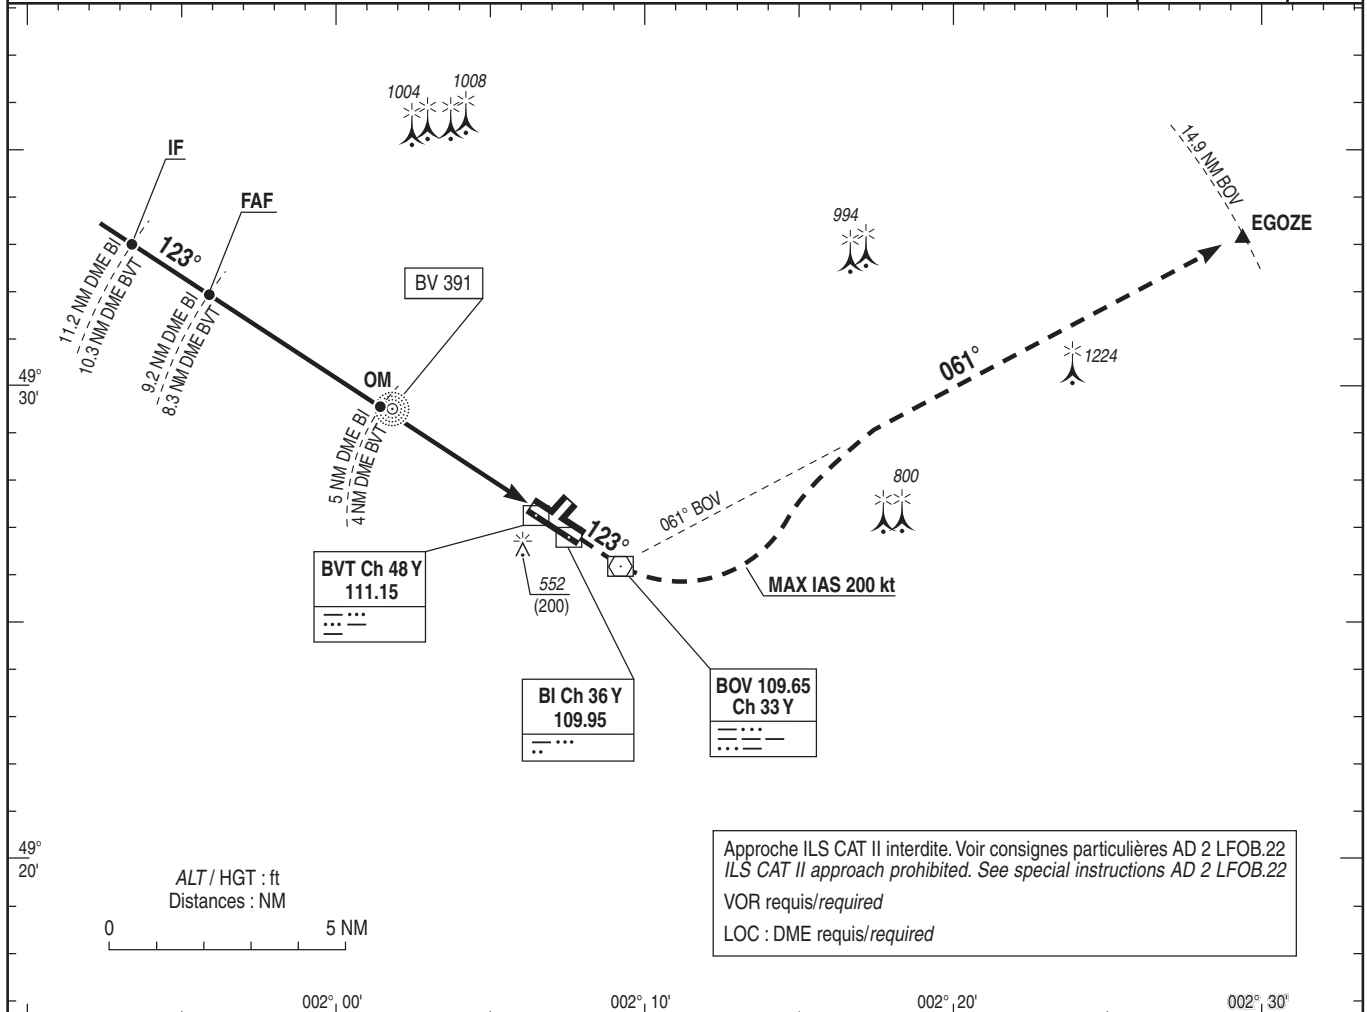 1004
1008
IF
14.9 NM BOV
FAF
994
EGOZE
123°
11.2 NM DME BI
10.3 NM DME BVT
BV 391
9.2 NM DME BI
8.3 NM DME BVT
061°
1224
49°
30'
OM
5 NM DME BI
4 NM DME BVT
800
061° BOV
123°
BVT Ch 48 Y
111.15
552
(200)
MAX IAS 200 kt
BI Ch 36 Y
109.95
BOV 109.65
Ch 33 Y
49°
20'
ALT / HGT : ft
Distances : NM
0
5 NM
Approche ILS CAT II interdite. Voir consignes particulières AD 2 LFOB.22
ILS CAT II approach prohibited. See special instructions AD 2 LFOB.22
VOR requis/required
LOC : DME requis/required
002° 00'
002° 10'
002° 20'
002° 30'